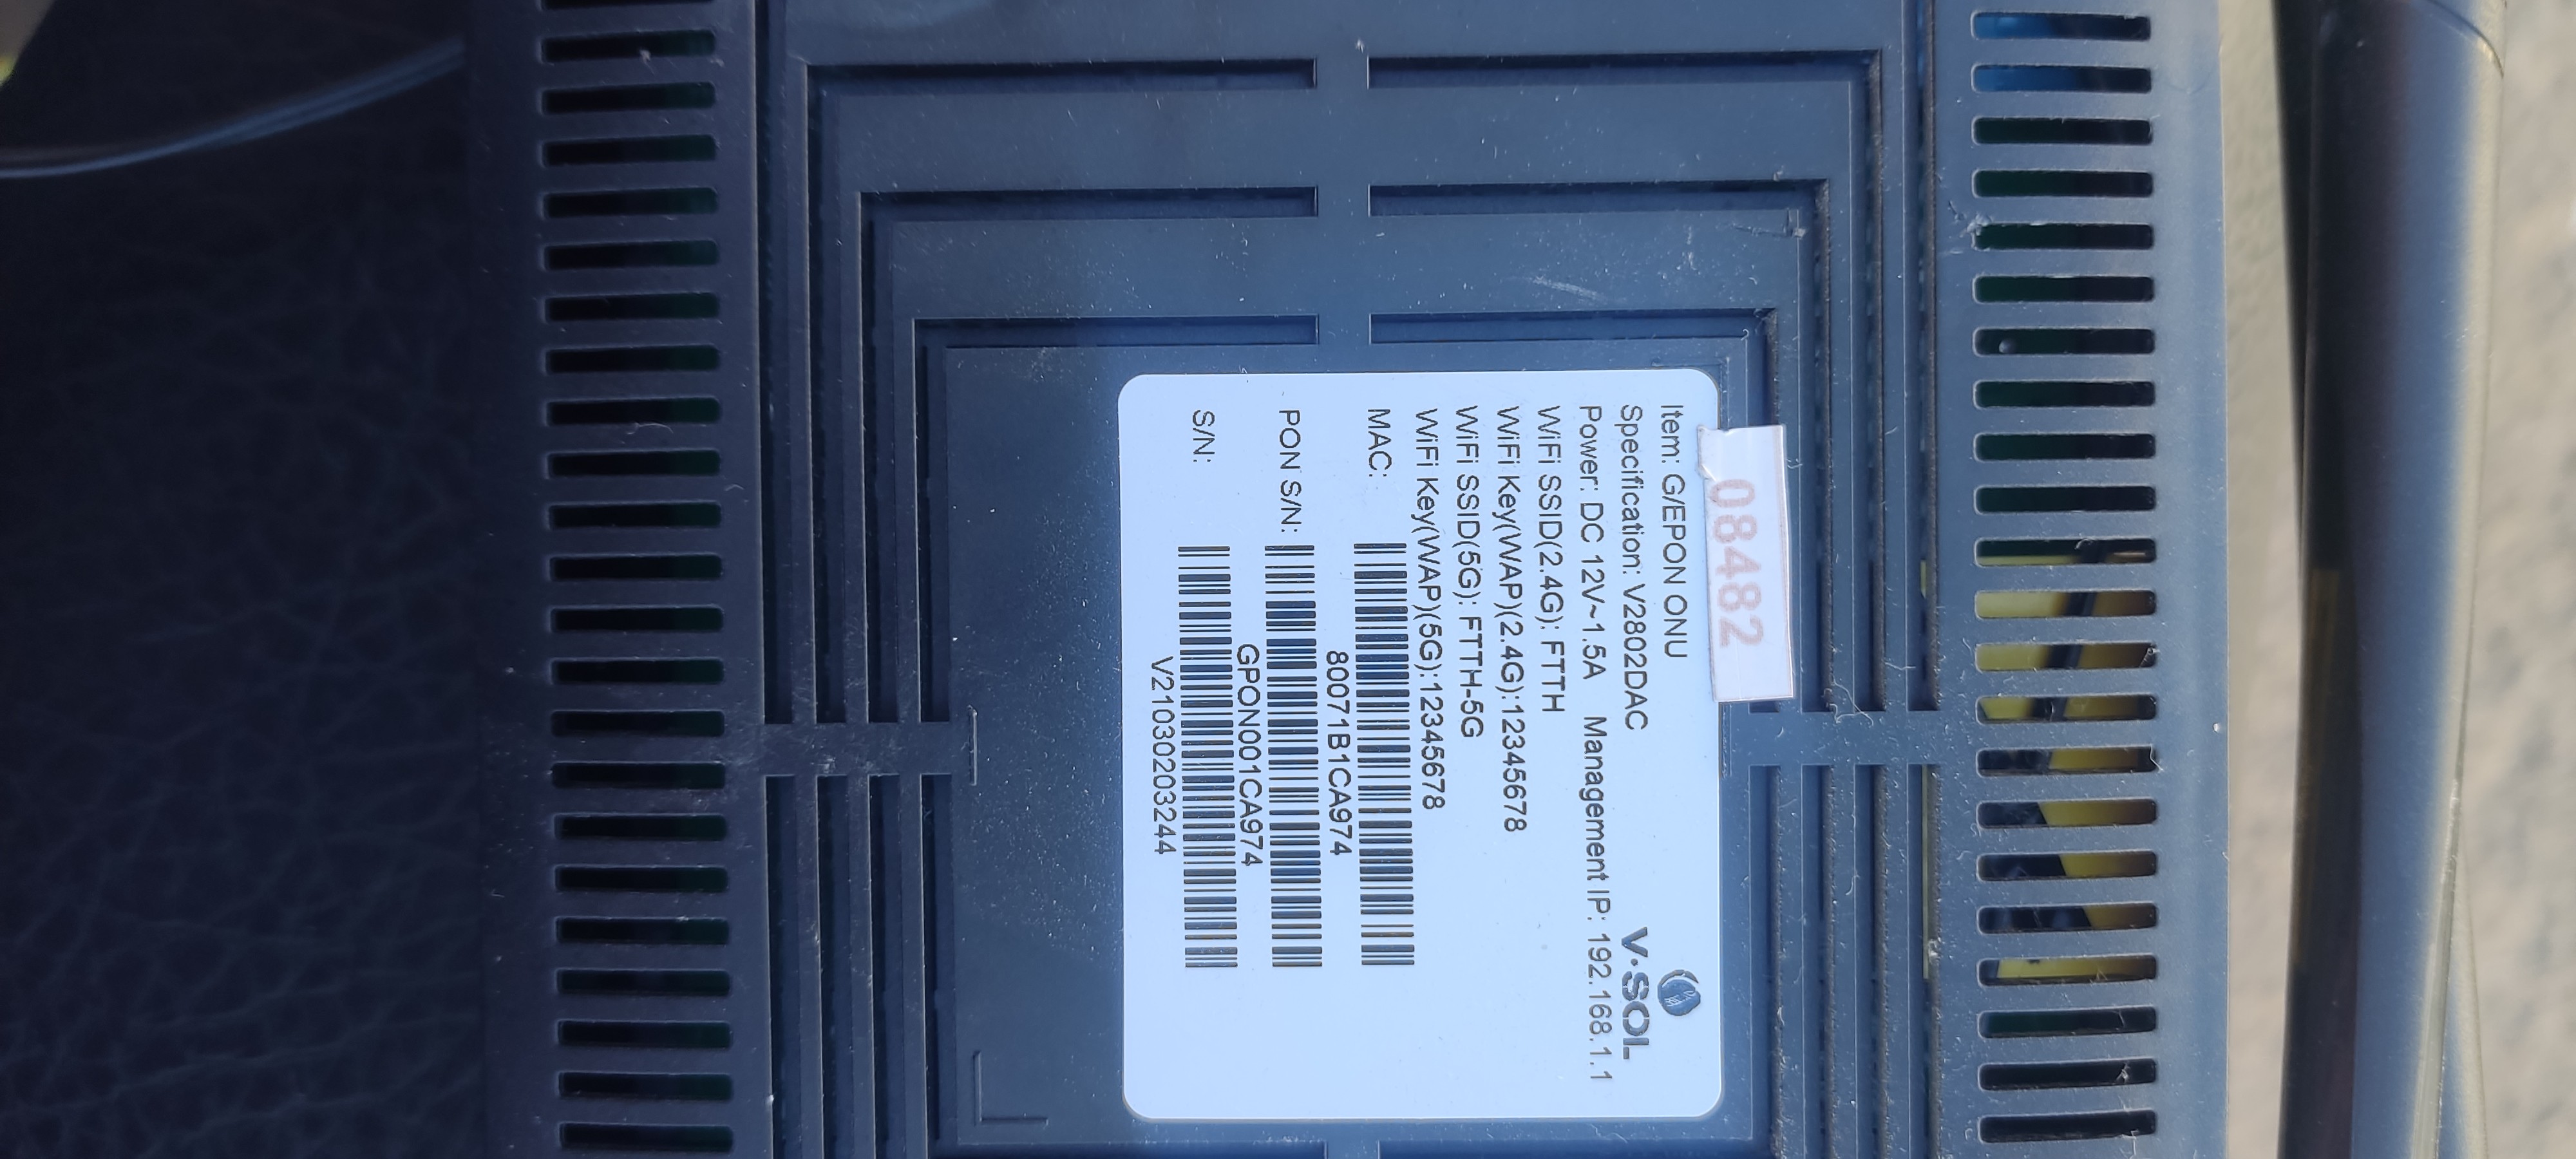 08482
Item: G/EPON ONU
V·SOL
Specification: V2802DAC
Power: DC 12V~1.5A Management IP: 192.168.1.1
WiFi SSID(2.4G): FTTH
WiFi Key(WAP)(2.4G):12345678
WiFi SSID(5G): FTTH-5G
WiFi Key(WAP)(5G):12345678
MAC:
80071B1CA974
PON S/N:
GPON001CA974
S/N:
V2103020203244